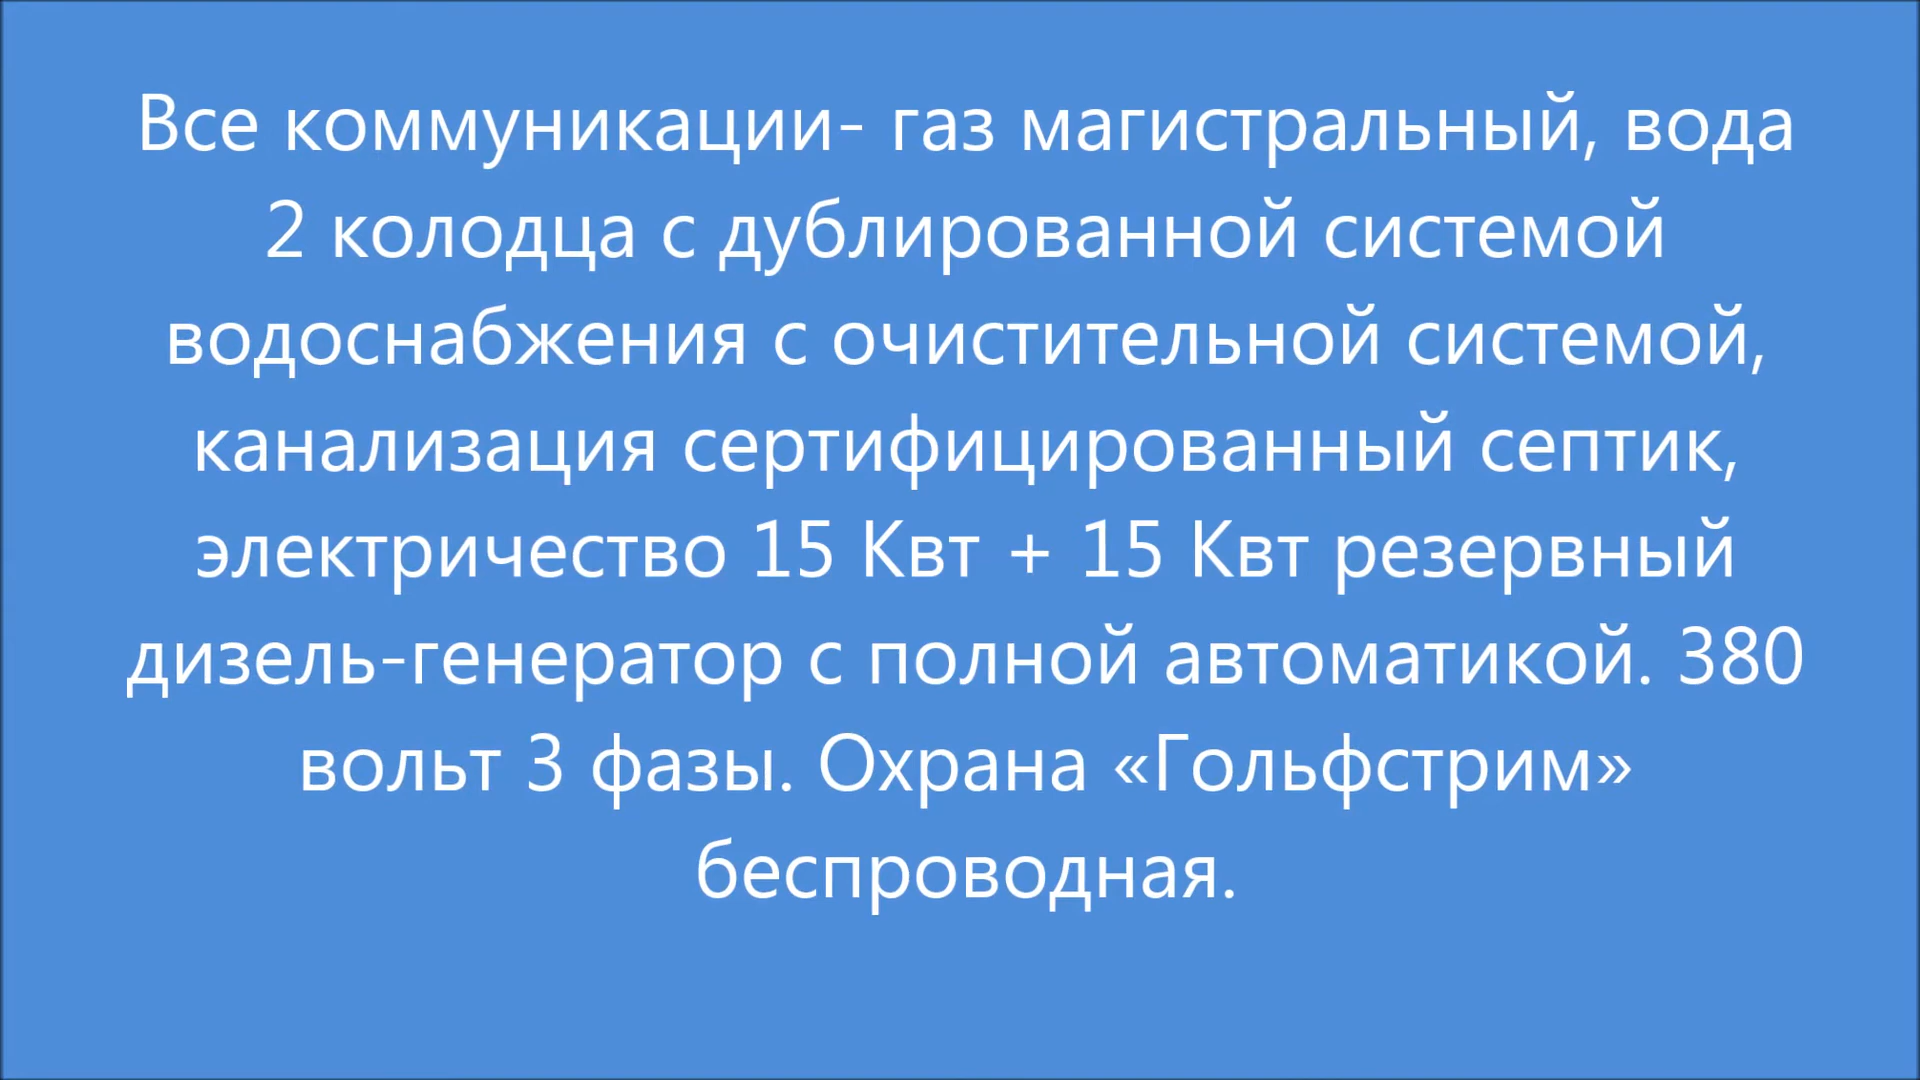 Все коммуникации- газ магистральный, вода
2 колодца с дублированной системой
водоснабжения с очистительной системой,
канализация сертифицированный септик,
электричество 15 Квт + 15 Квт резервный
дизель-генератор с полной автоматикой. 380
вольт 3 фазы. Охрана «Гольфстрим»
беспроводная.